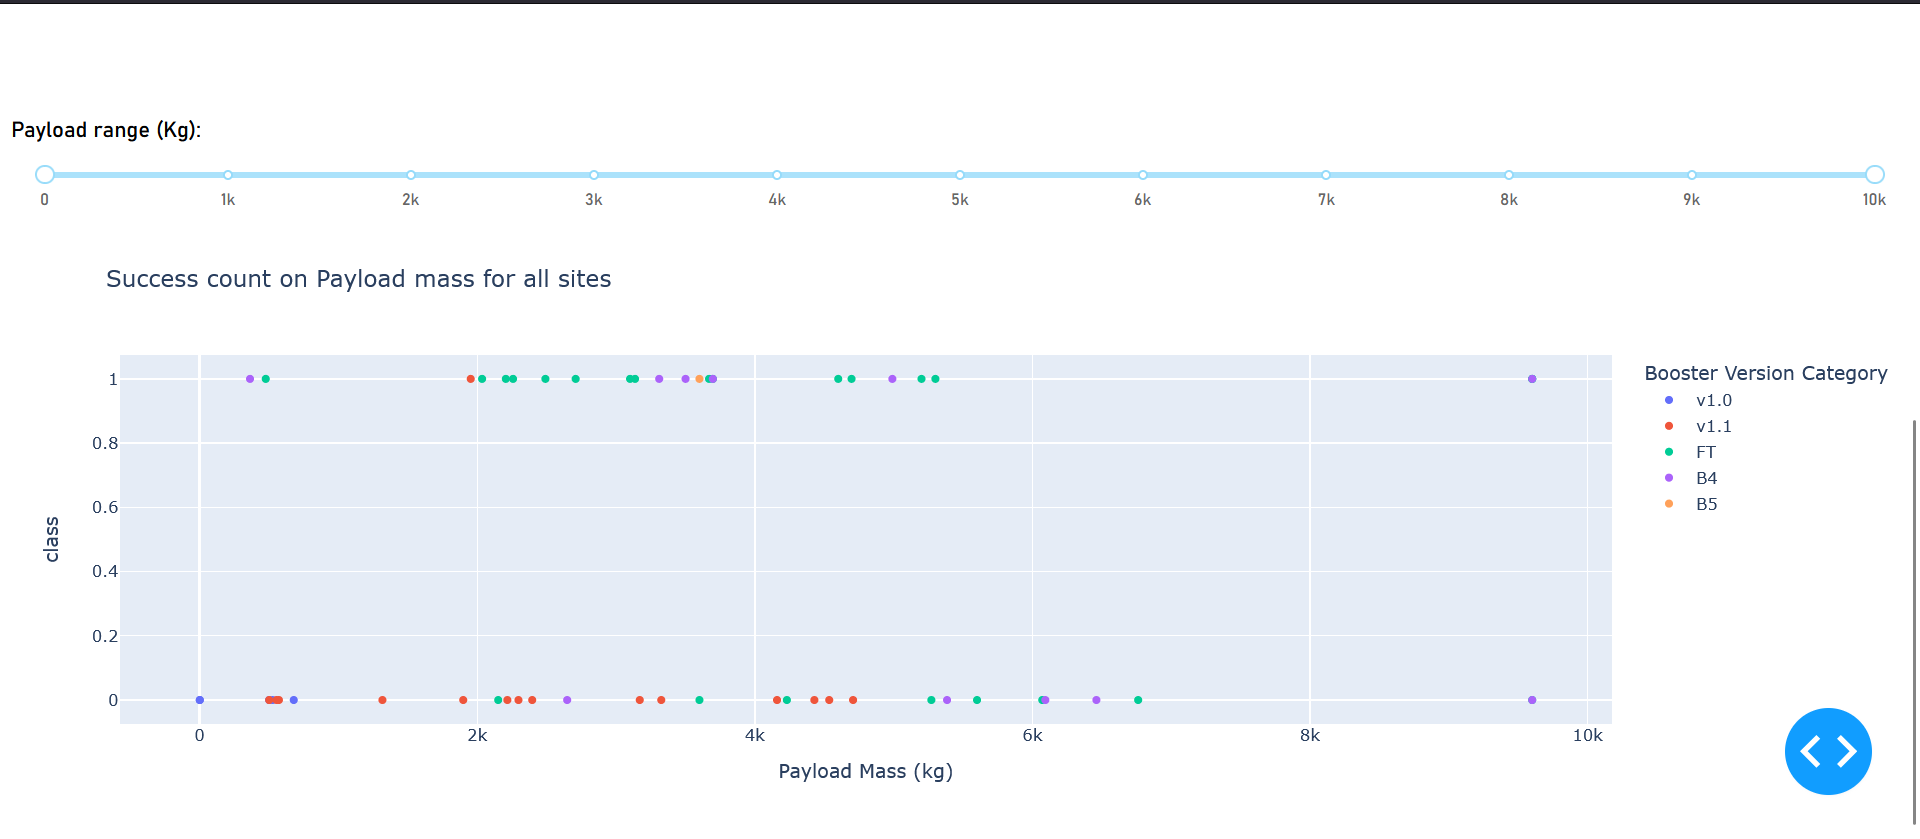 Payload range (Kg):
0 1k 2k 3k 4k 5k 6k 7k 8k 9k 10k
Success count on Payload mass for all sites
Booster Version Category
v1.0
v1.1
FT
B4
B5
class
1
0.8
0.6
0.4
0.2
0
0 2k 4k 6k 8k 10k
Payload Mass (kg)